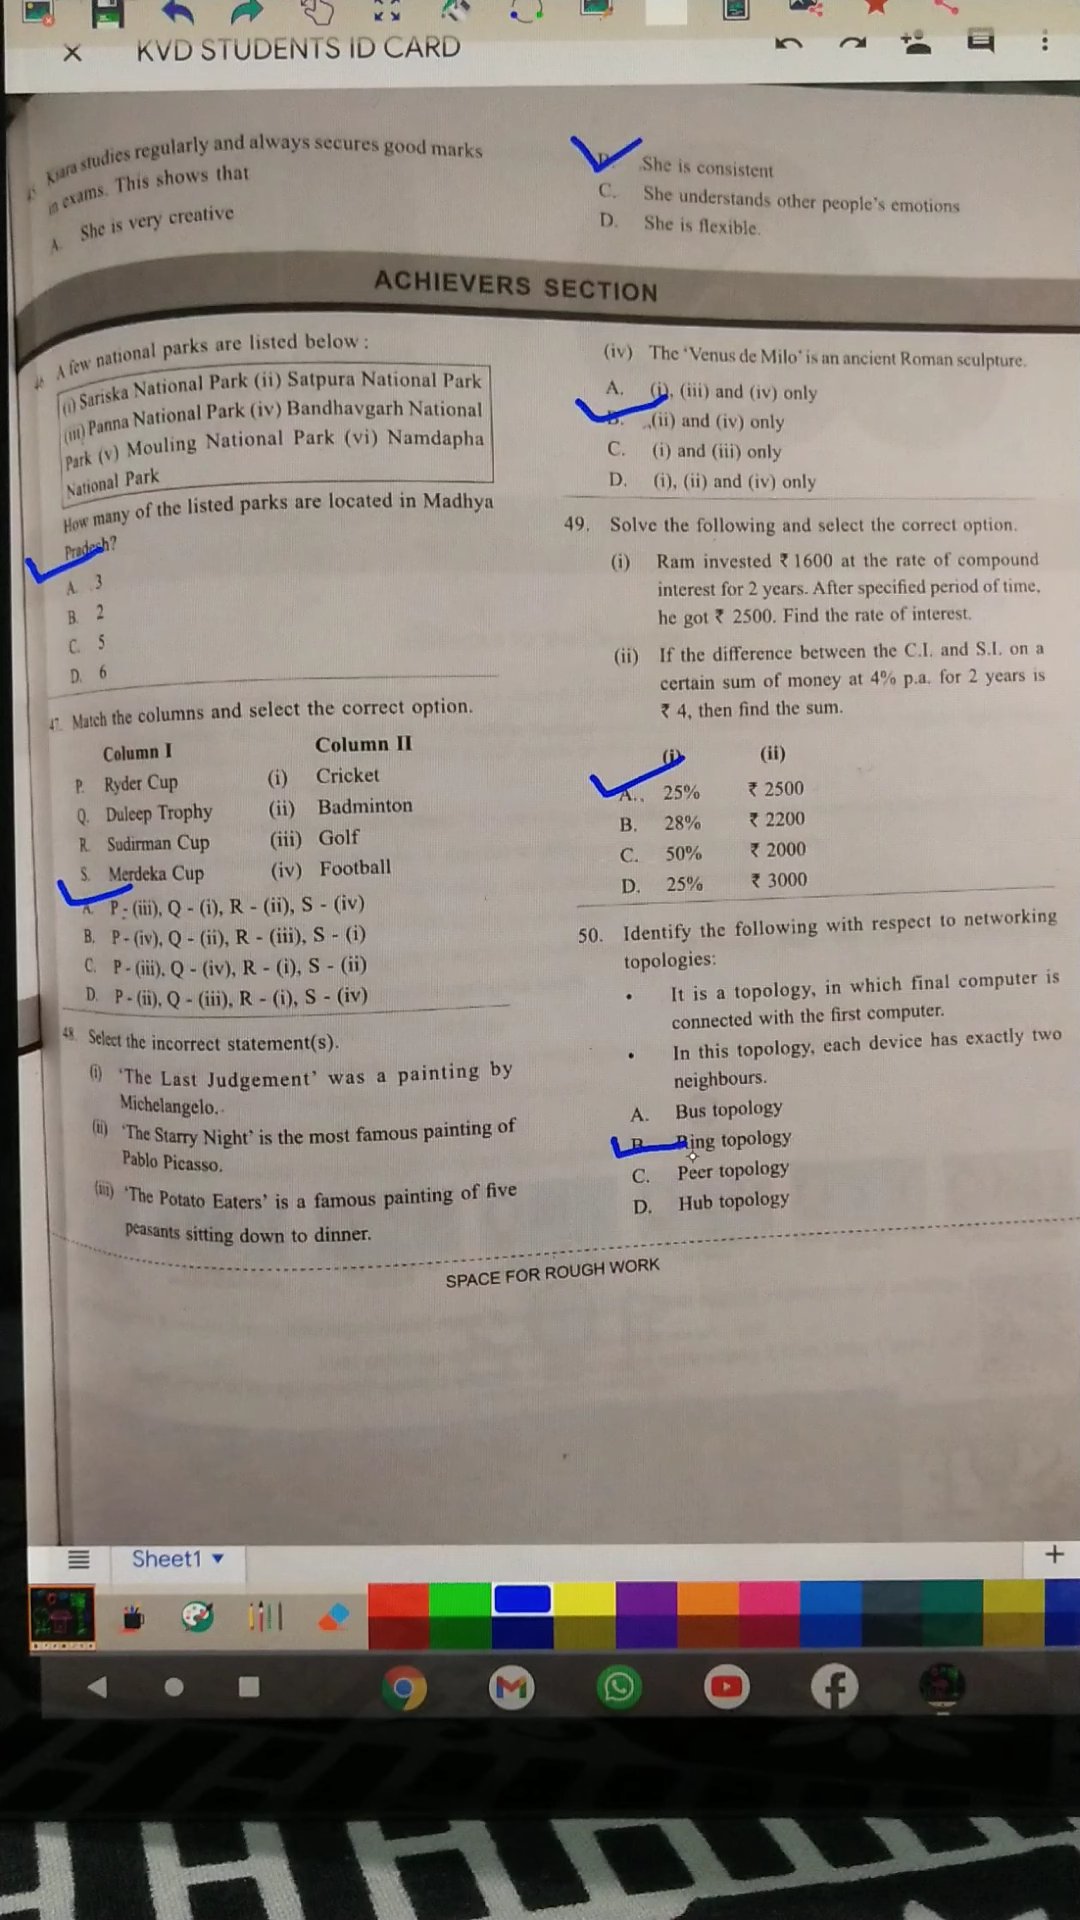 KVD STUDENTS ID CARD
Kiara studies regularly and always secures good marks
in exams. This shows that
A. She is very creative
She is consistent
C. She understands other people's emotions
D. She is flexible.
ACHIEVERS SECTION
46. A few national parks are listed below :
(i) Sariska National Park (ii) Satpura National Park
(iii) Panna National Park (iv) Bandhavgarh National
Park (v) Mouling National Park (vi) Namdapha
National Park
How many of the listed parks are located in Madhya
Pradesh?
A. 3
B. 2
C. 5
D. 6
47. Match the columns and select the correct option.
Column I Column II
P. Ryder Cup (i) Cricket
Q. Duleep Trophy (ii) Badminton
R. Sudirman Cup (iii) Golf
S. Merdeka Cup (iv) Football
A. P - (iii), Q - (i), R - (ii), S - (iv)
B. P - (iv), Q - (ii), R - (iii), S - (i)
C. P - (iii), Q - (iv), R - (i), S - (ii)
D. P - (ii), Q - (iii), R - (i), S - (iv)
48. Select the incorrect statement(s).
(i) 'The Last Judgement' was a painting by
Michelangelo.
(ii) 'The Starry Night' is the most famous painting of
Pablo Picasso.
(iii) 'The Potato Eaters' is a famous painting of five
peasants sitting down to dinner.
(iv) The 'Venus de Milo' is an ancient Roman sculpture.
A. (i), (iii) and (iv) only
B. (ii) and (iv) only
C. (i) and (iii) only
D. (i), (ii) and (iv) only
49. Solve the following and select the correct option.
(i) Ram invested ₹ 1600 at the rate of compound
interest for 2 years. After specified period of time,
he got ₹ 2500. Find the rate of interest.
(ii) If the difference between the C.I. and S.I. on a
certain sum of money at 4% p.a. for 2 years is
₹ 4, then find the sum.
(i) (ii)
A. 25% ₹ 2500
B. 28% ₹ 2200
C. 50% ₹ 2000
D. 25% ₹ 3000
50. Identify the following with respect to networking
topologies:
• It is a topology, in which final computer is
connected with the first computer.
• In this topology, each device has exactly two
neighbours.
A. Bus topology
B. Ring topology
C. Peer topology
D. Hub topology
SPACE FOR ROUGH WORK
Sheet1